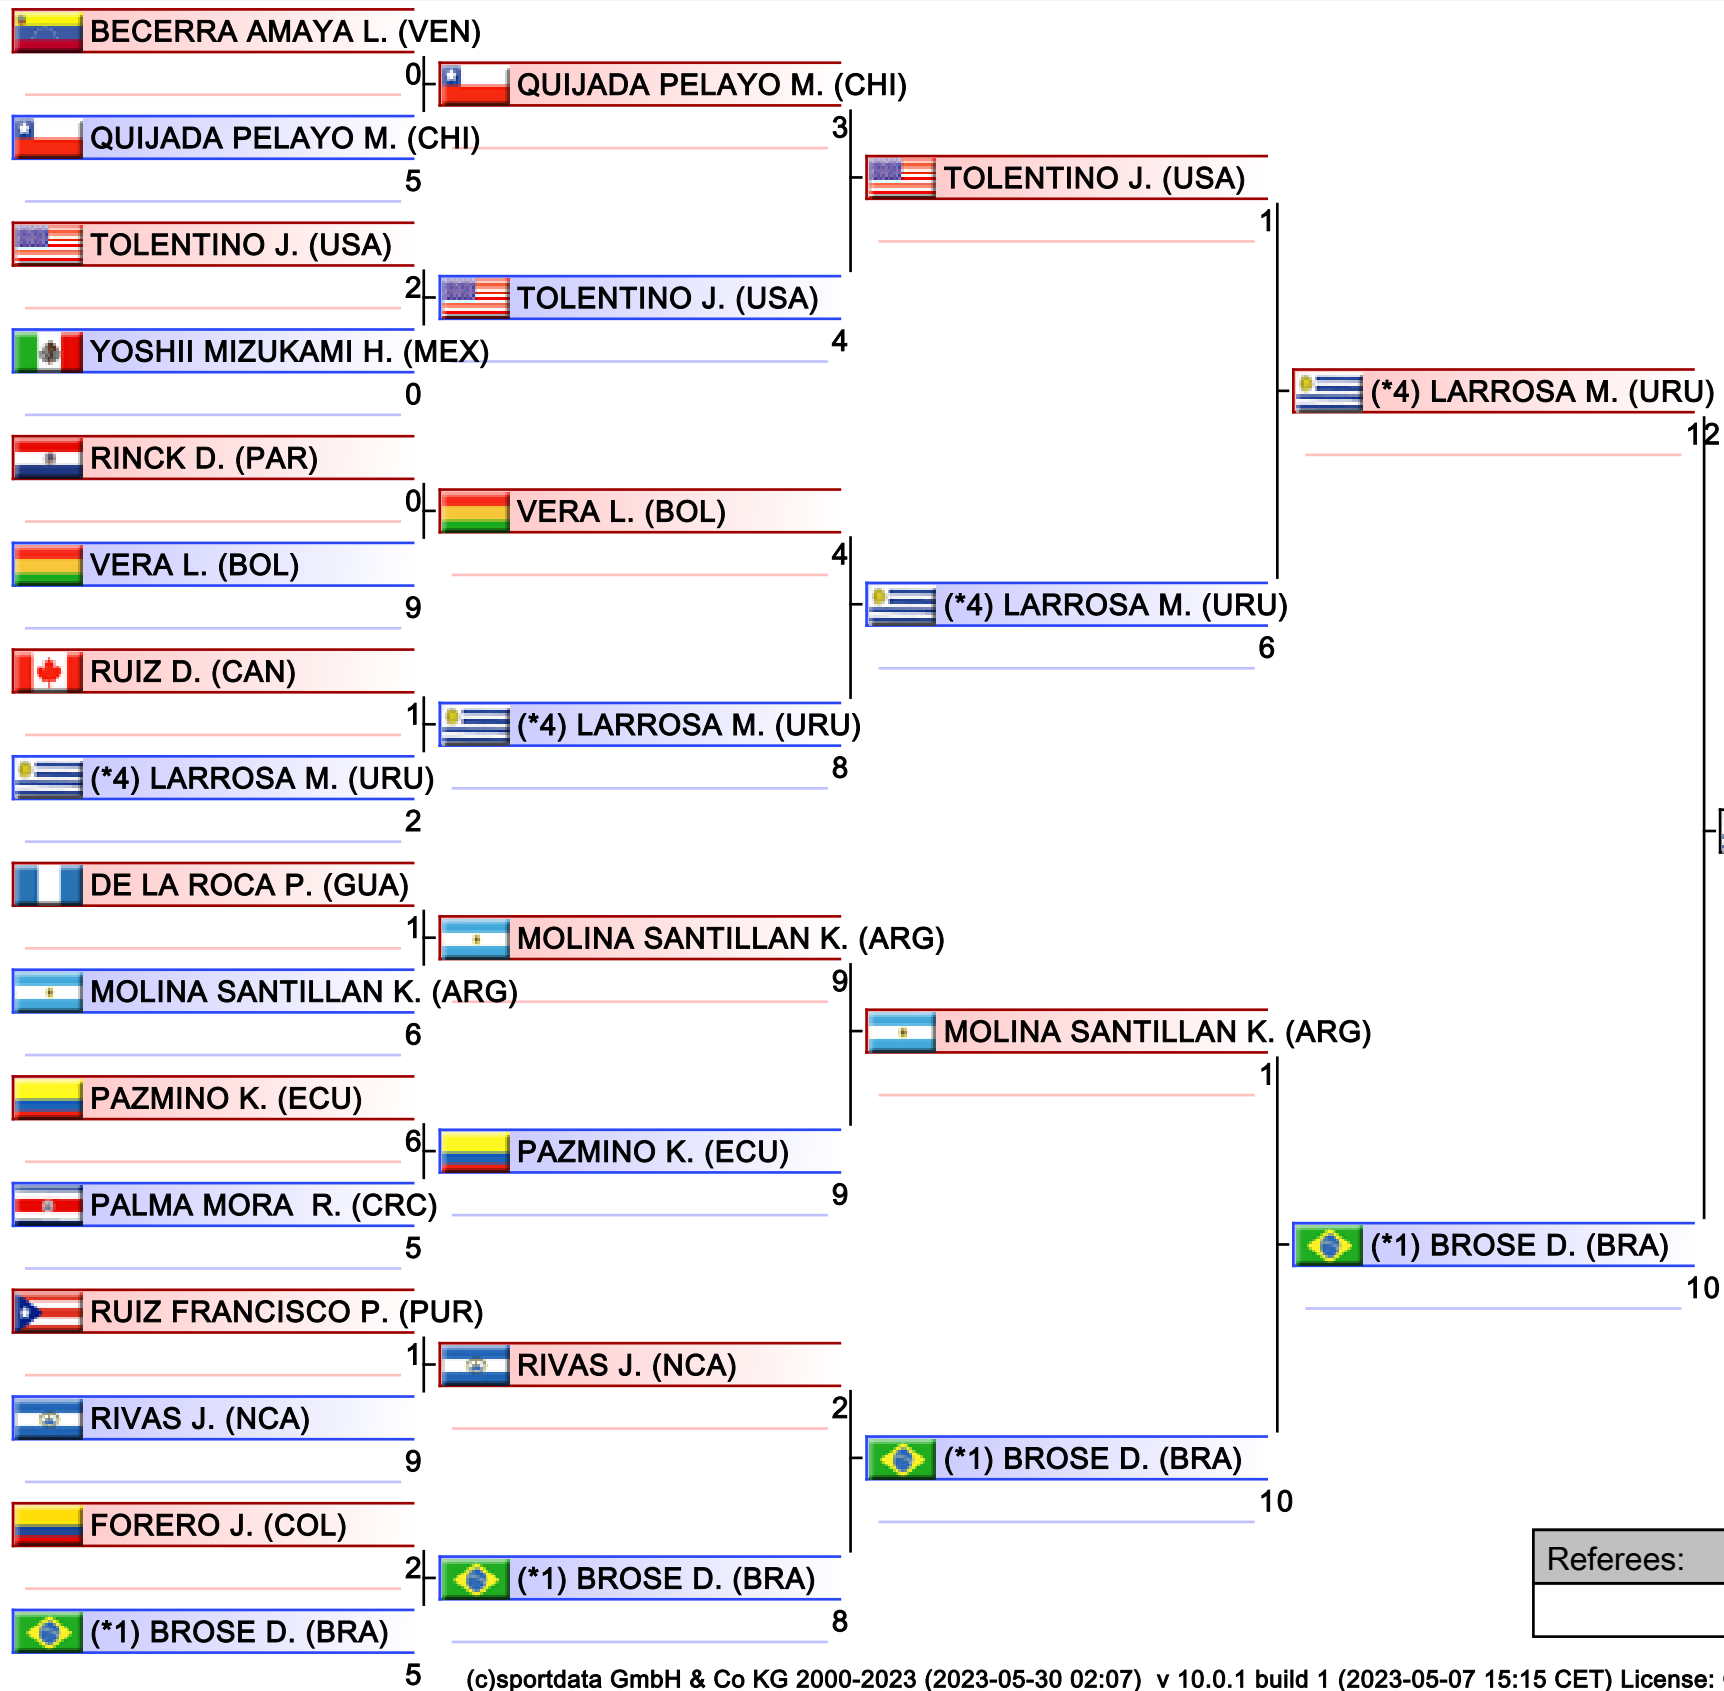 BECERRA AMAYA L. (VEN)
0
QUIJADA PELAYO M. (CHI)
5
TOLENTINO J. (USA)
2
YOSHII MIZUKAMI H. (MEX)
0
RINCK D. (PAR)
0
VERA L. (BOL)
9
RUIZ D. (CAN)
1
(*4) LARROSA M. (URU)
2
DE LA ROCA P. (GUA)
1
MOLINA SANTILLAN K. (ARG)
6
PAZMINO K. (ECU)
6
PALMA MORA  R. (CRC)
5
RUIZ FRANCISCO P. (PUR)
1
RIVAS J. (NCA)
9
FORERO J. (COL)
2
(*1) BROSE D. (BRA)
5
QUIJADA PELAYO M. (CHI)
3
TOLENTINO J. (USA)
4
VERA L. (BOL)
4
(*4) LARROSA M. (URU)
8
MOLINA SANTILLAN K. (ARG)
9
PAZMINO K. (ECU)
9
RIVAS J. (NCA)
2
(*1) BROSE D. (BRA)
8
TOLENTINO J. (USA)
1
(*4) LARROSA M. (URU)
6
MOLINA SANTILLAN K. (ARG)
1
(*1) BROSE D. (BRA)
10
(*4) LARROSA M. (URU)
12
(*1) BROSE D. (BRA)
10
Referees:
(c)sportdata GmbH & Co KG 2000-2023 (2023-05-30 02:07)  v 10.0.1 build 1 (2023-05-07 15:15 CET) License: